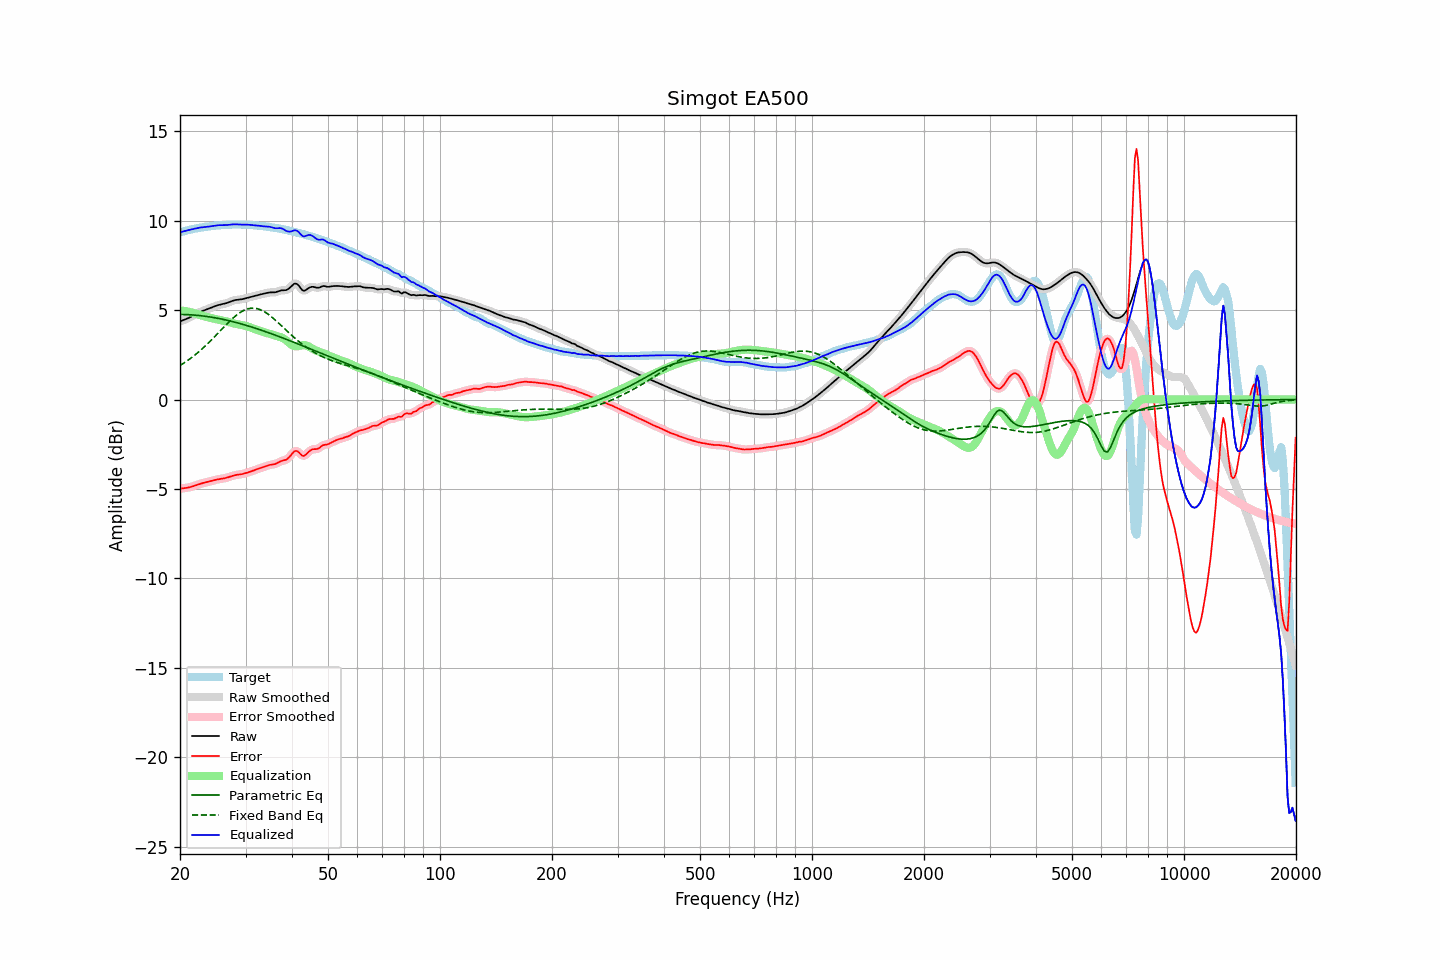 Simgot EA500
Amplitude (dBr)
15
10
5
0
−5
−10
−15
−20
−25
Target
Raw Smoothed
Error Smoothed
Raw
Error
Equalization
Parametric Eq
Fixed Band Eq
Equalized
20 50 100 200 500 1000 2000 5000 10000 20000
Frequency (Hz)